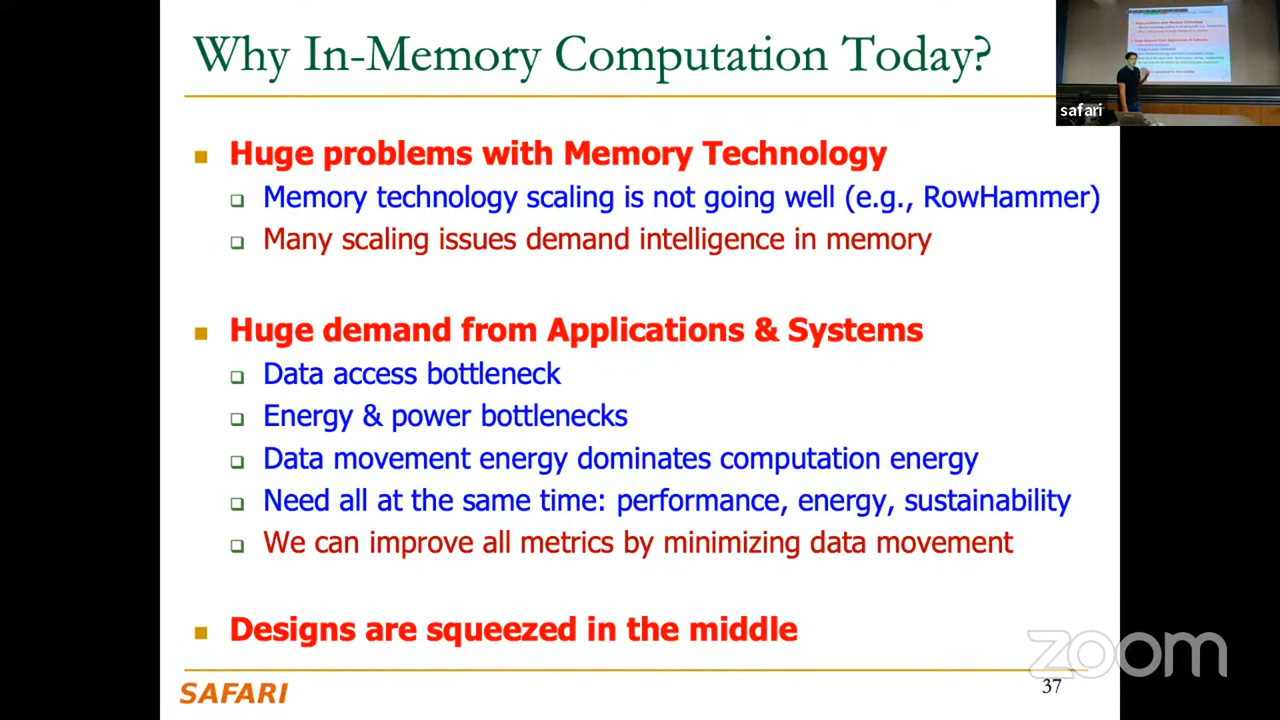 Why In-Memory Computation Today?
safari
Huge problems with Memory Technology
Memory technology scaling is not going well (e.g., RowHammer)
Many scaling issues demand intelligence in memory
Huge demand from Applications & Systems
Data access bottleneck
Energy & power bottlenecks
Data movement energy dominates computation energy
Need all at the same time: performance, energy, sustainability
We can improve all metrics by minimizing data movement
Designs are squeezed in the middle
zoom
SAFARI
37